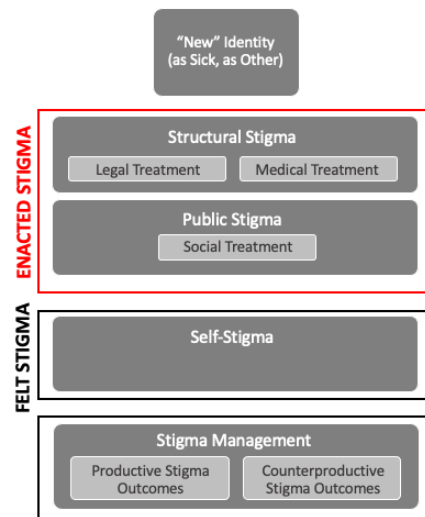 “New” Identity
(as Sick, as Other)
ENACTED STIGMA
Structural Stigma
Legal Treatment
Medical Treatment
Public Stigma
Social Treatment
FELT STIGMA
Self-Stigma
Stigma Management
Productive Stigma
Outcomes
Counterproductive
Stigma Outcomes